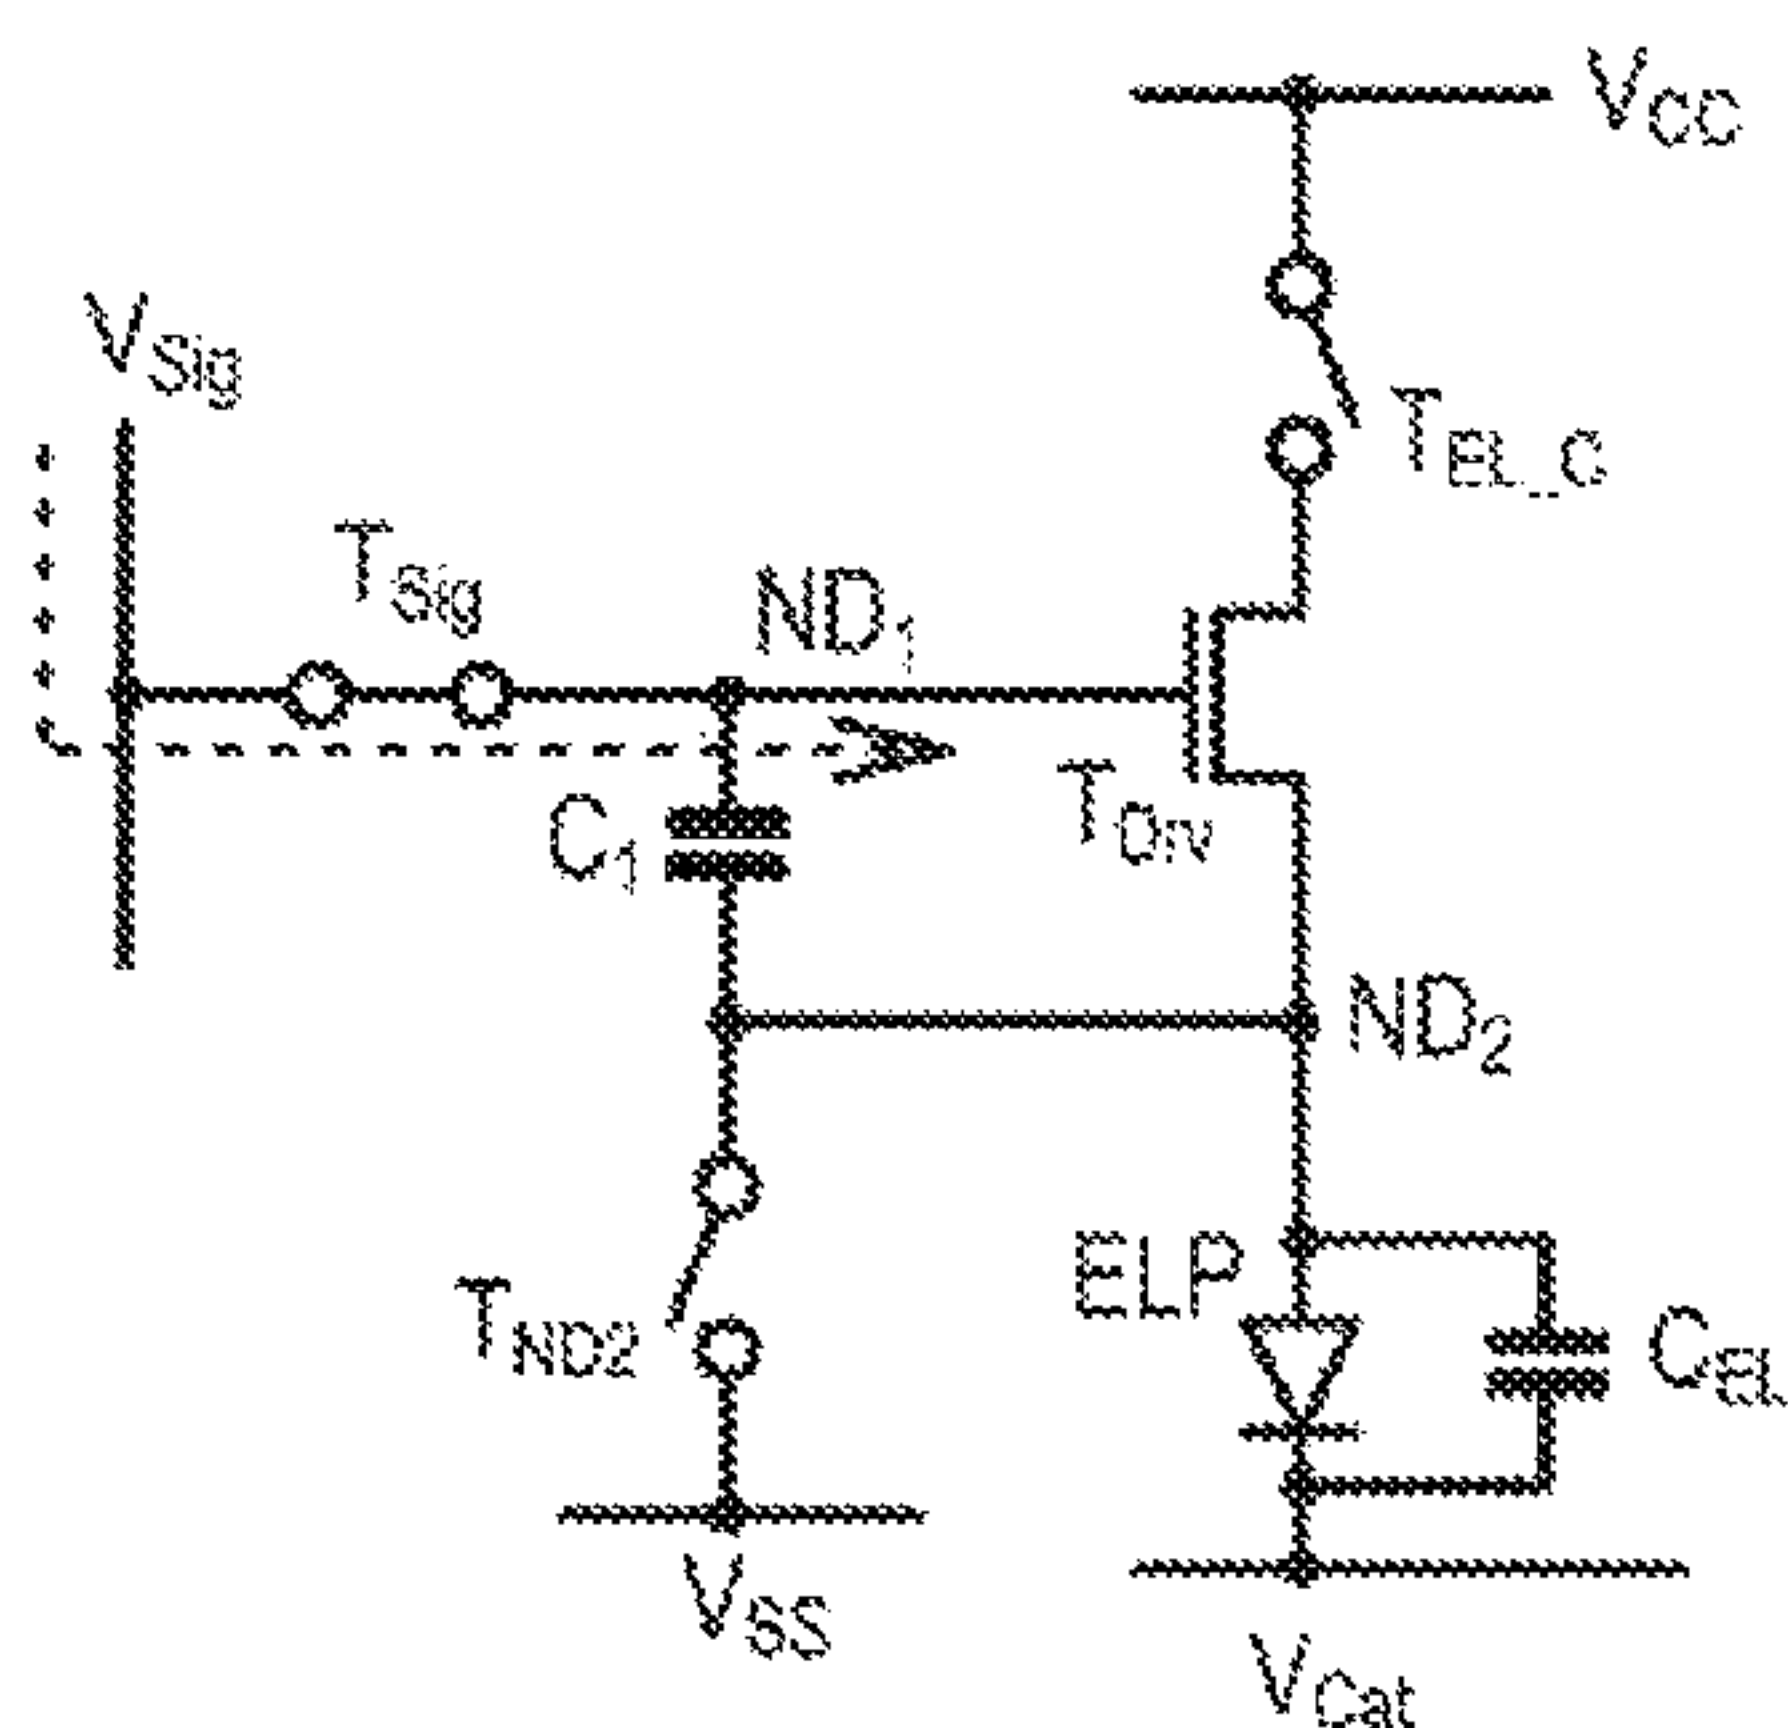 VCC
VSig
TEL_C
TSig
ND1
TDrv
C1
ND2
ELP
TND2
CEL
VSS
VCat